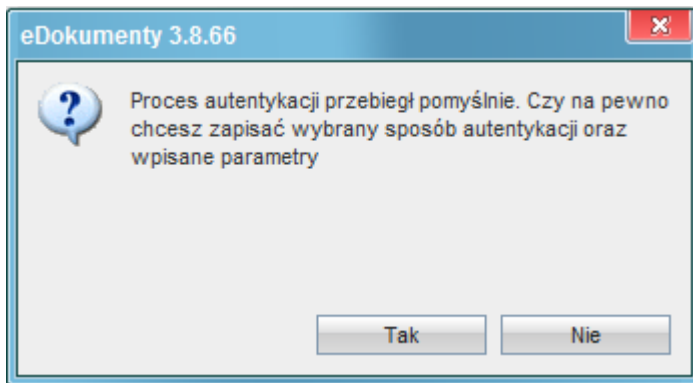 eDokumenty 3.8.66
Proces autentykacji przebiegł pomyślnie. Czy na pewno
chcesz zapisać wybrany sposób autentykacji oraz
wpisane parametry
Tak Nie